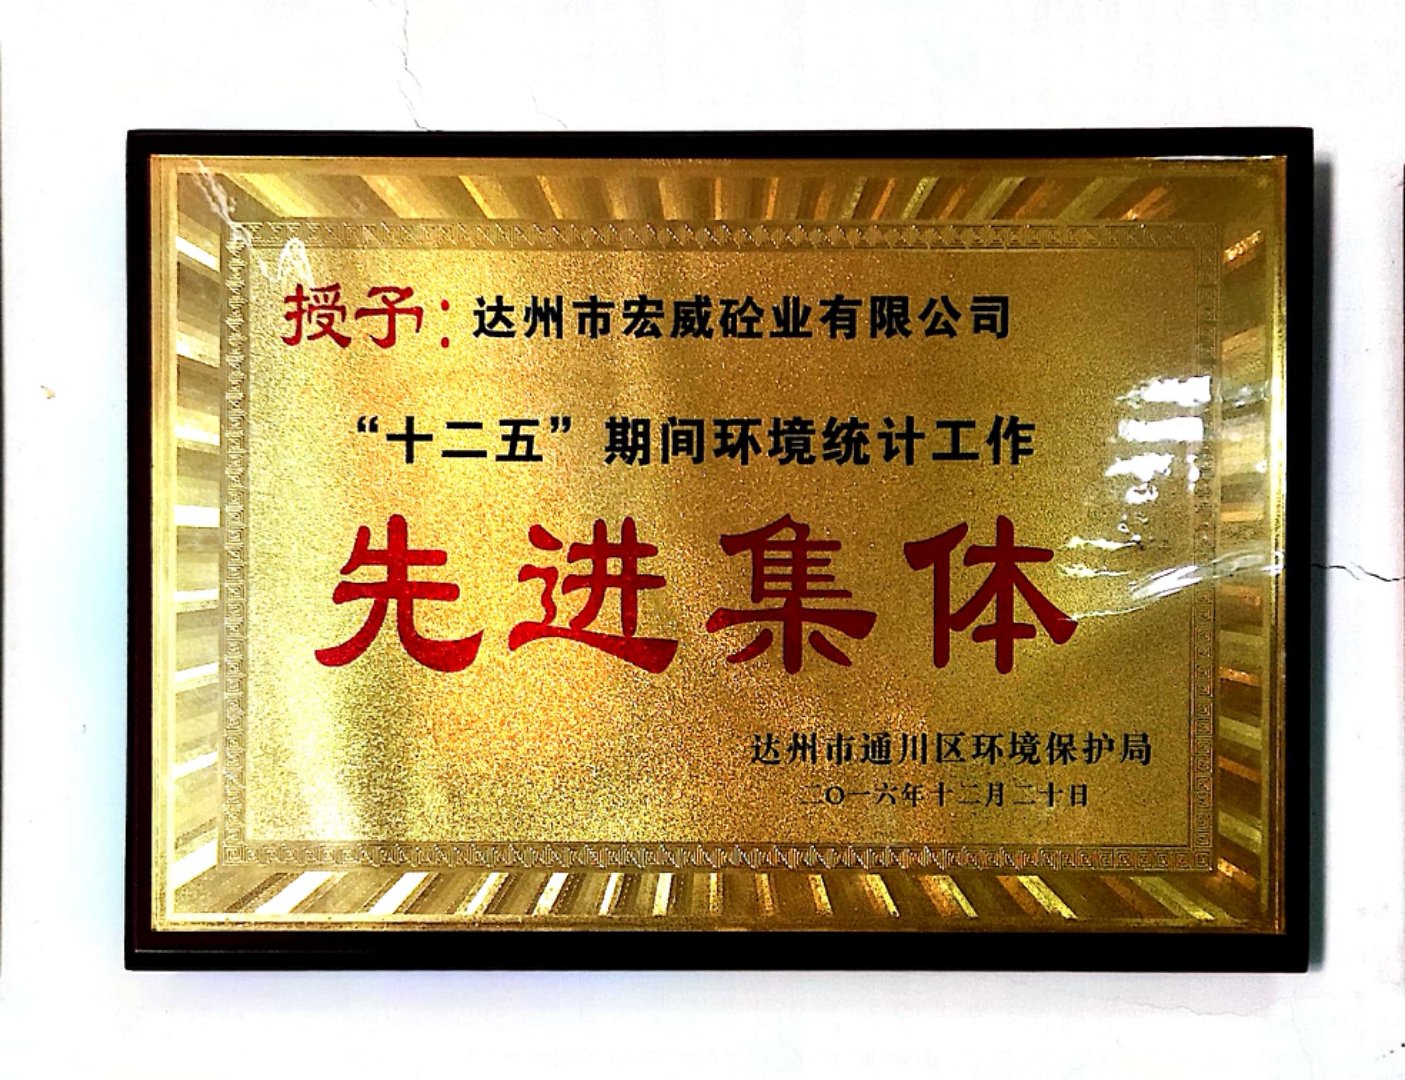 授予：达州市宏威砼业有限公司
“十二五”期间环境统计工作
先进集体
达州市通川区环境保护局
二〇一六年十二月二十日